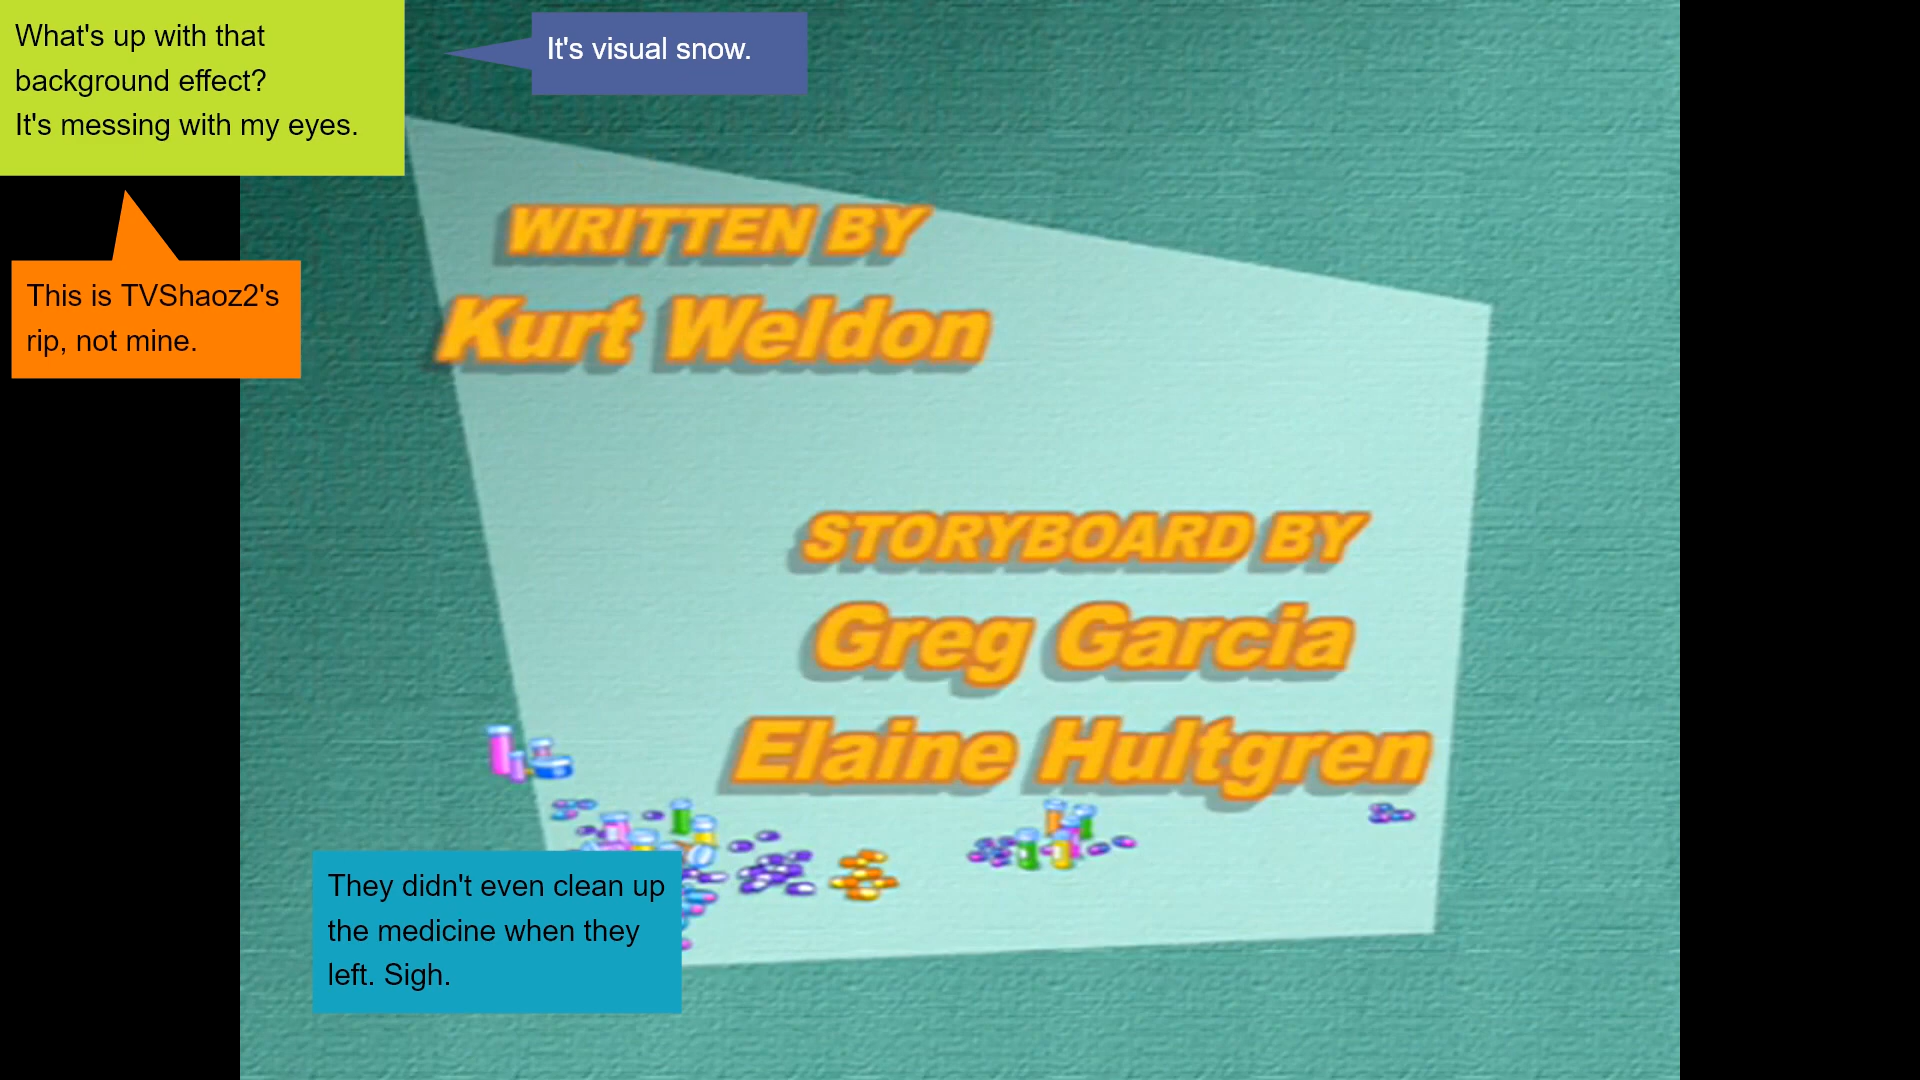 What's up with that
background effect?
It's messing with my eyes.
It's visual snow.
This is TVShaoz2's
rip, not mine.
WRITTEN BY
Kurt Weldon
STORYBOARD BY
Greg Garcia
Elaine Hultgren
They didn't even clean up
the medicine when they
left. Sigh.